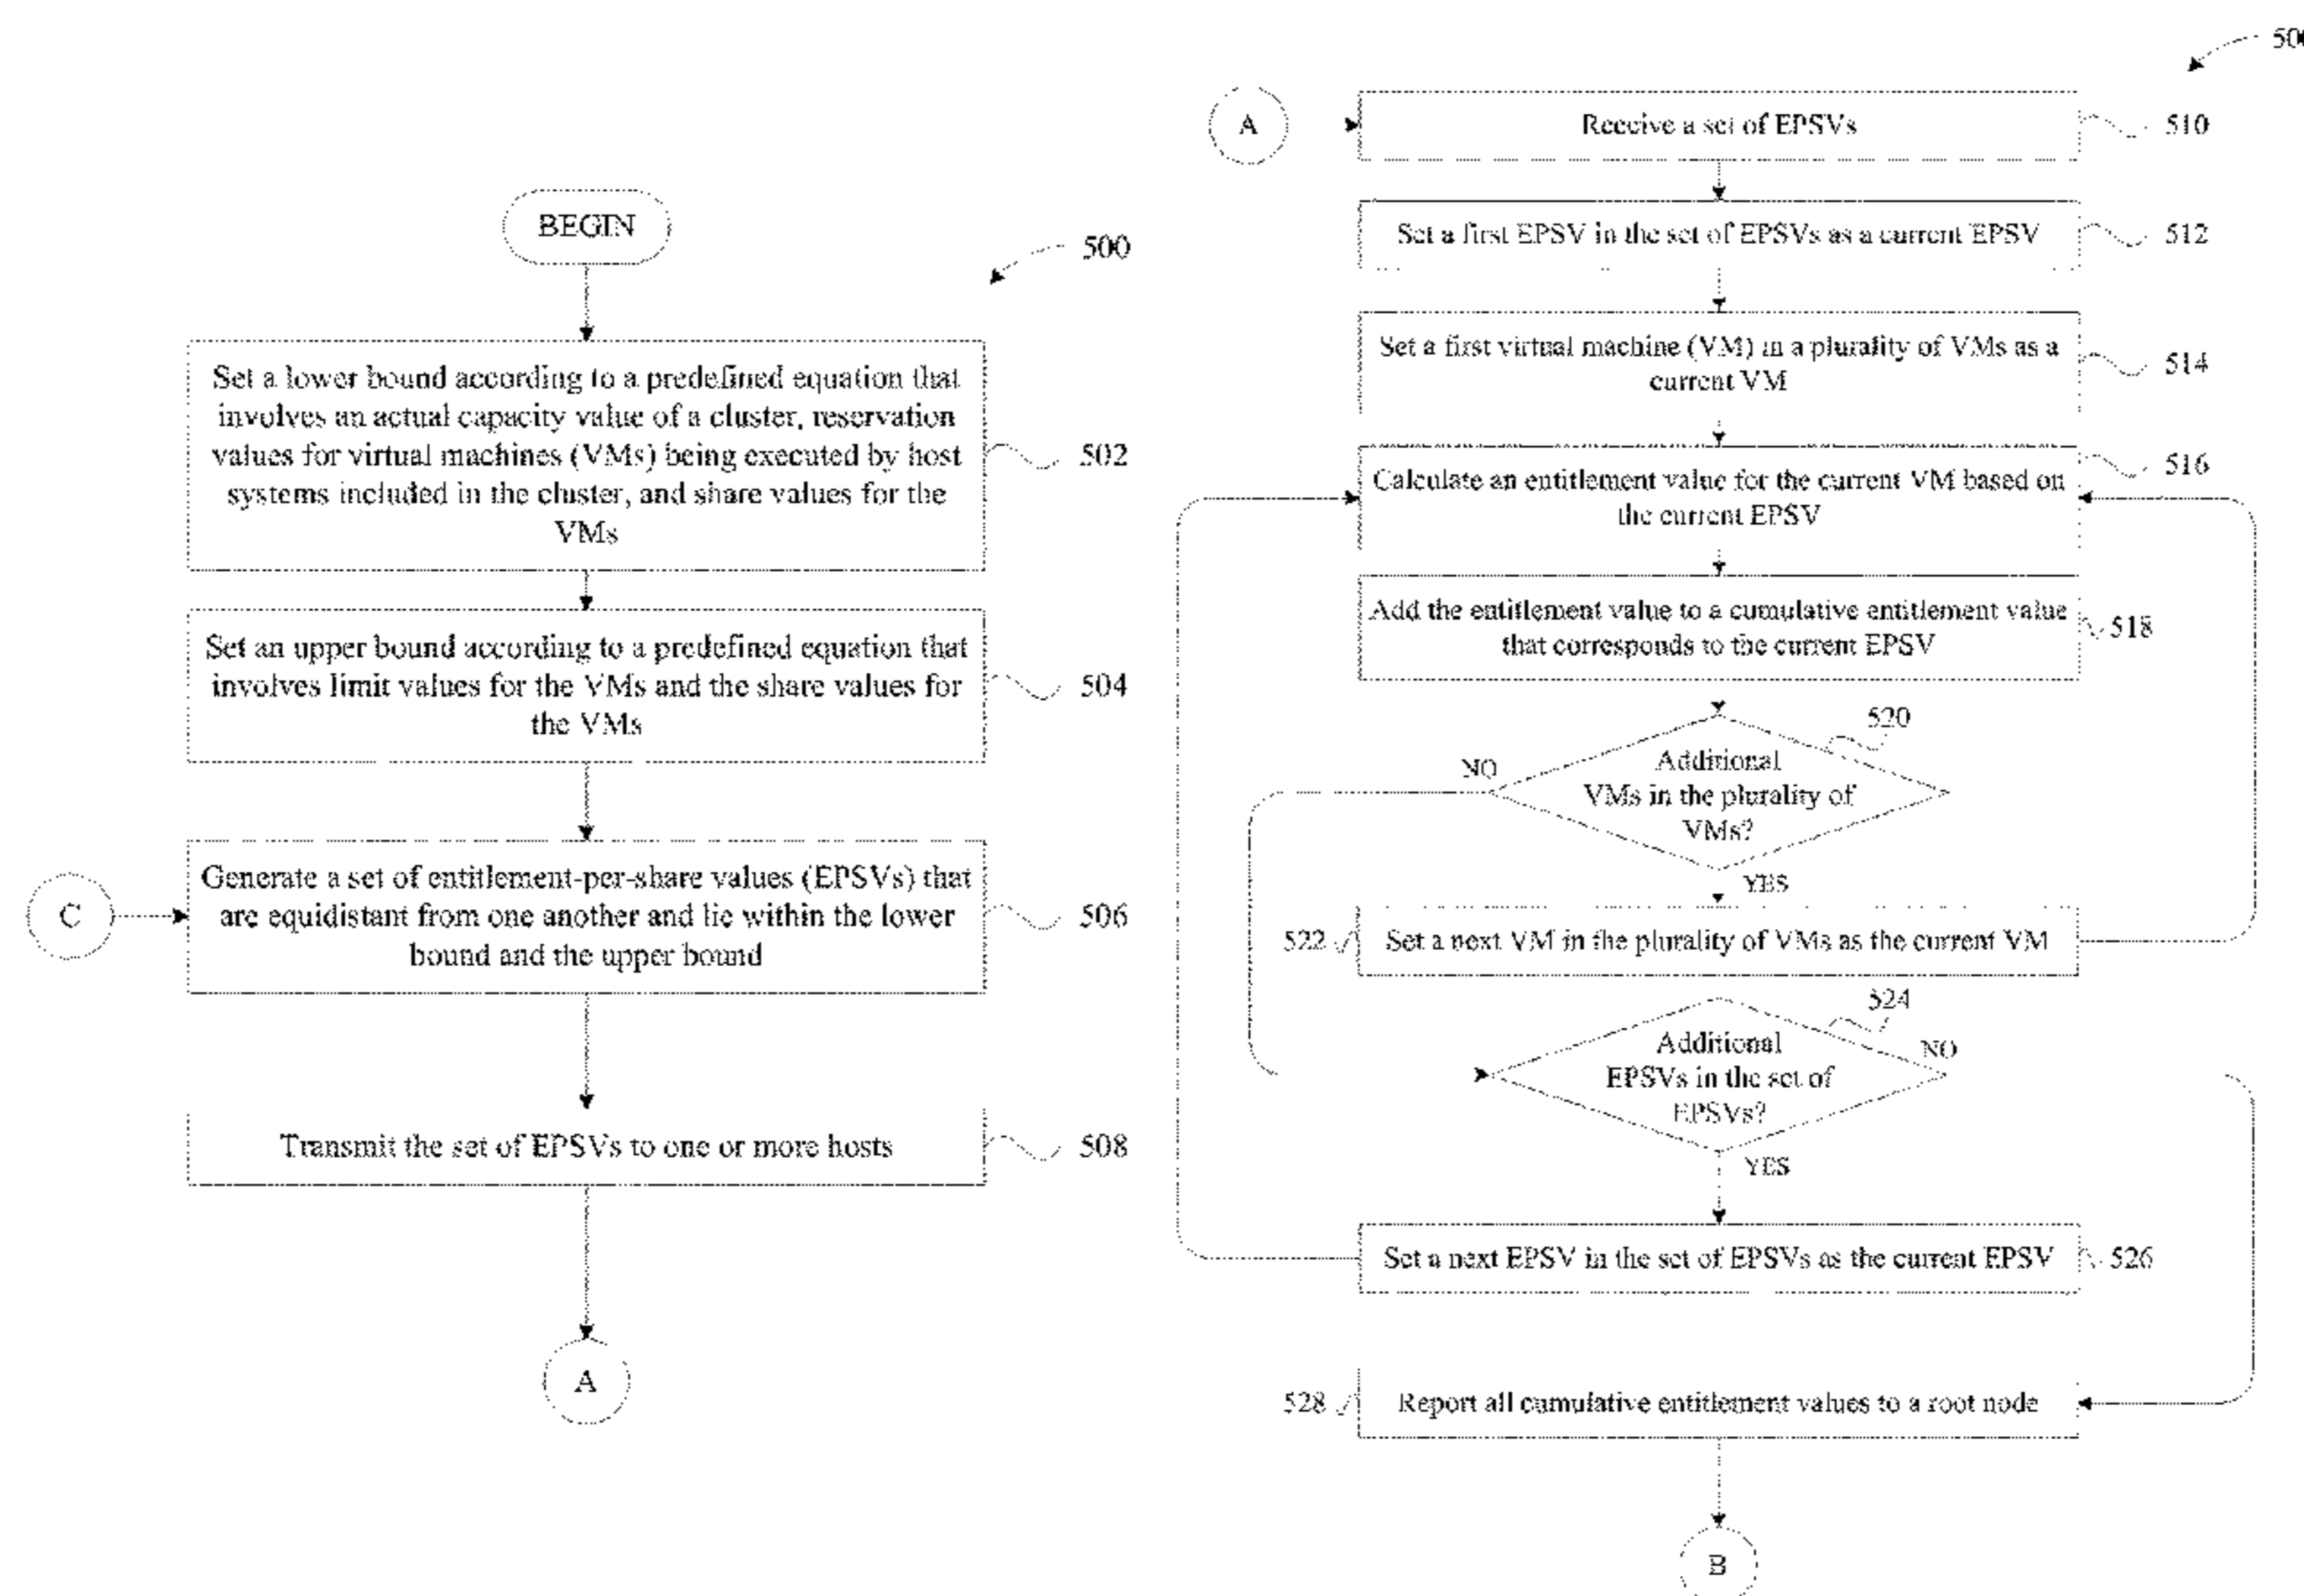 BEGIN
500
Set a lower bound according to a predefined equation that
involves an actual capacity value of a cluster, reservation
values for virtual machines (VMs) being executed by host
systems included in the cluster, and share values for the
VMs
502
Set an upper bound according to a predefined equation that
involves limit values for the VMs and the share values for
the VMs
504
C
Generate a set of entitlement-per-share values (EPSVs) that
are equidistant from one another and lie within the lower
bound and the upper bound
506
Transmit the set of EPSVs to one or more hosts
508
A
A
Receive a set of EPSVs
510
Set a first EPSV in the set of EPSVs as a current EPSV
512
Set a first virtual machine (VM) in a plurality of VMs as a
current VM
514
Calculate an entitlement value for the current VM based on
the current EPSV
516
Add the entitlement value to a cumulative entitlement value
that corresponds to the current EPSV
518
520
NO
Additional
VMs in the plurality of
VMs?
YES
522
Set a next VM in the plurality of VMs as the current VM
524
NO
Additional
EPSVs in the set of
EPSVs?
YES
Set a next EPSV in the set of EPSVs as the current EPSV
526
528
Report all cumulative entitlement values to a root node
B